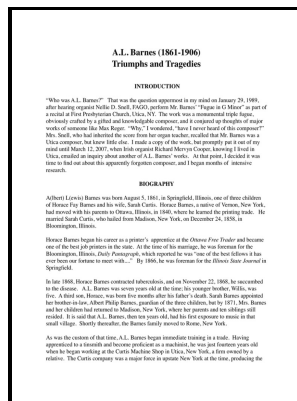 A.L. Barnes (1861-1906)
Triumphs and Tragedies
INTRODUCTION
"Who was A.L. Barnes?" That was the question uppermost in my mind on January 29, 1989,
after hearing organist Nellie D. Snell, FAGO, perform Mr. Barnes' "Fugue in G Minor" as part of
a recital at First Presbyterian Church, Utica, NY. The work was a monumental triple fugue,
obviously crafted by a gifted and knowledgable composer, and it conjured up thoughts of major
works of someone like Max Reger. "Why," I wondered, "have I never heard of this composer?"
Mrs. Snell, who had inherited the score from her organ teacher, recalled that Mr. Barnes was a
Utica composer, but knew little else. I made a copy of the work, but promptly put it out of my
mind until March 12, 2007, when Irish organist Richard Mervyn Cooper, knowing I lived in
Utica, emailed an inquiry about another of A.L. Barnes' works. At that point, I decided it was
time to find out about this apparently forgotten composer, and I began months of intensive
research.
BIOGRAPHY
A(lbert) L(ewis) Barnes was born August 5, 1861, in Springfield, Illinois, one of three children
of Horace Fay Barnes and his wife, Sarah Curtis. Horace Barnes, a native of Vernon, New York,
had moved with his parents to Ottawa, Illinois, in 1840, where he learned the printing trade. He
married Sarah Curtis, who hailed from Madison, New York, on December 24, 1858, in
Bloomington, Illinois.
Horace Barnes began his career as a printer's apprentice at the Ottawa Free Trader and became
one of the best job printers in the state. At the time of his marriage, he was foreman for the
Bloomington, Illinois, Daily Pantagraph, which reported he was "one of the best fellows it has
ever been our fortune to meet with...." By 1866, he was foreman for the Illinois State Journal in
Springfield.
In late 1868, Horace Barnes contracted tuberculosis, and on November 22, 1868, he succumbed
to the disease. A.L. Barnes was seven years old at the time; his younger brother, Willis, was
five. A third son, Horace, was born five months after his father's death. Sarah Barnes appointed
her brother-in-law, Albert Philip Barnes, guardian of the three children, but by 1871, Mrs. Barnes
and her children had returned to Madison, New York, where her parents and ten siblings still
resided. It is said that A.L. Barnes, then ten years old, had his first exposure to music in that
small village. Shortly thereafter, the Barnes family moved to Rome, New York.
As was the custom of that time, A.L. Barnes began immediate training in a trade. Having
apprenticed to a tinsmith and become proficient as a machinist, he was just fourteen years old
when he began working at the Curtis Machine Shop in Utica, New York, a firm owned by a
relative. The Curtis company was a major force in upstate New York at the time, producing the